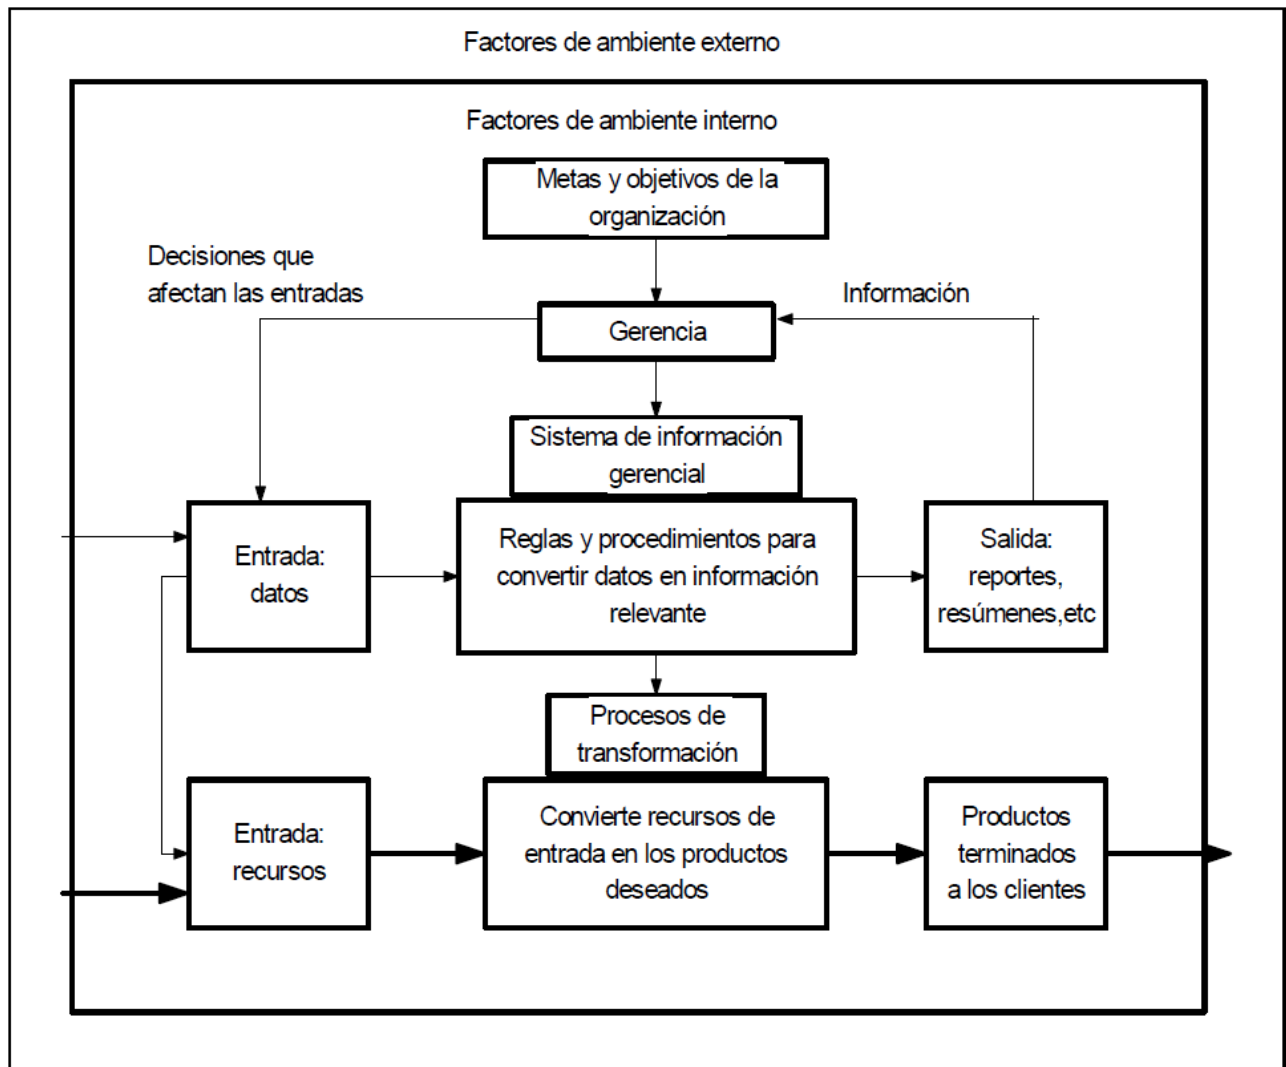 Factores de ambiente externo
Factores de ambiente interno
Metas y objetivos de la
organización
Decisiones que
afectan las entradas
Información
Gerencia
Sistema de información
gerencial
Entrada:
datos
Reglas y procedimientos para
convertir datos en información
relevante
Salida:
reportes,
resúmenes,etc
Procesos de
transformación
Entrada:
recursos
Convierte recursos de
entrada en los productos
deseados
Productos
terminados
a los clientes